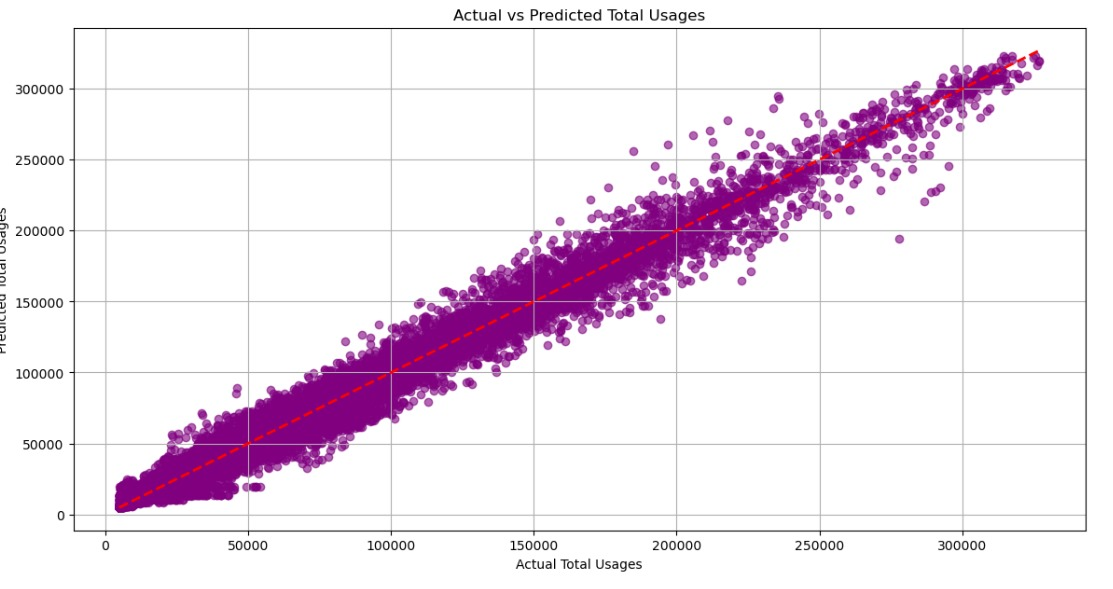 Actual vs Predicted Total Usages
Predicted Total Usages
300000
250000
200000
150000
100000
50000
0
0 50000 100000 150000 200000 250000 300000
Actual Total Usages